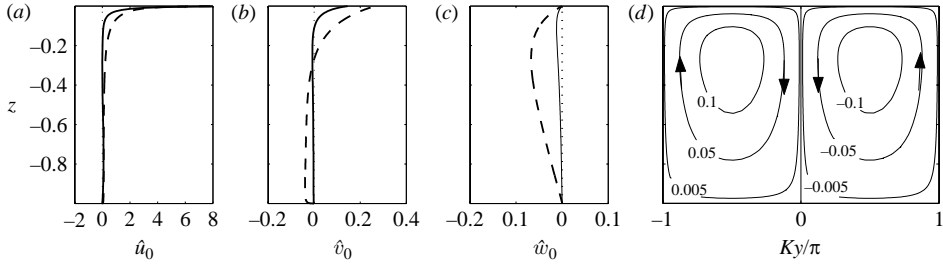 (a)
(b)
(c)
(d)
z
–0.2
–0.4
–0.6
–0.8
–2 0 2 4 6 8
û₀
–0.2 0 0.2 0.4
v̂₀
–0.2 –0.1 0 0.1
ŵ₀
0.1
0.05
0.005
–0.1
–0.05
–0.005
–1 0 1
Ky/π